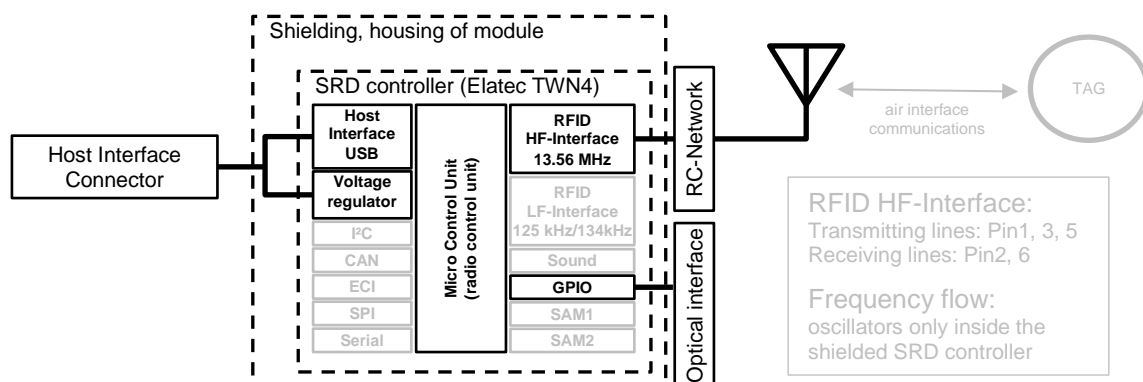 Shielding, housing of module
SRD controller (Elatec TWN4)
Host Interface
Connector
Host
Interface
USB
Voltage
regulator
I²C
CAN
ECI
SPI
Serial
Micro Control Unit
(radio control unit)
RFID
HF-Interface
13.56 MHz
RFID
LF-Interface
125 kHz/134kHz
Sound
GPIO
SAM1
SAM2
RC-Network
Optical interface
air interface
communications
TAG
RFID HF-Interface:
Transmitting lines: Pin1, 3, 5
Receiving lines: Pin2, 6
Frequency flow:
oscillators only inside the
shielded SRD controller